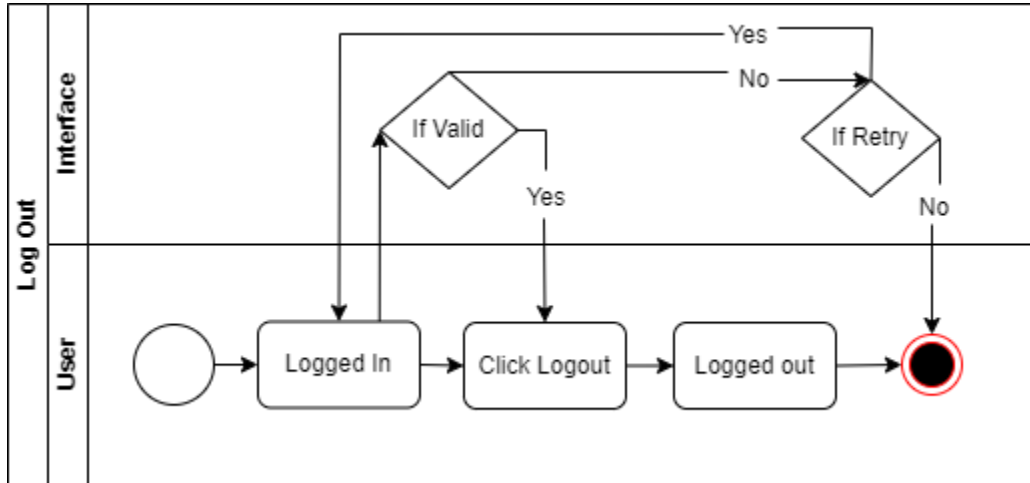 Log Out
Interface
User
Yes
No
If Valid
If Retry
Yes
No
Logged In
Click Logout
Logged out